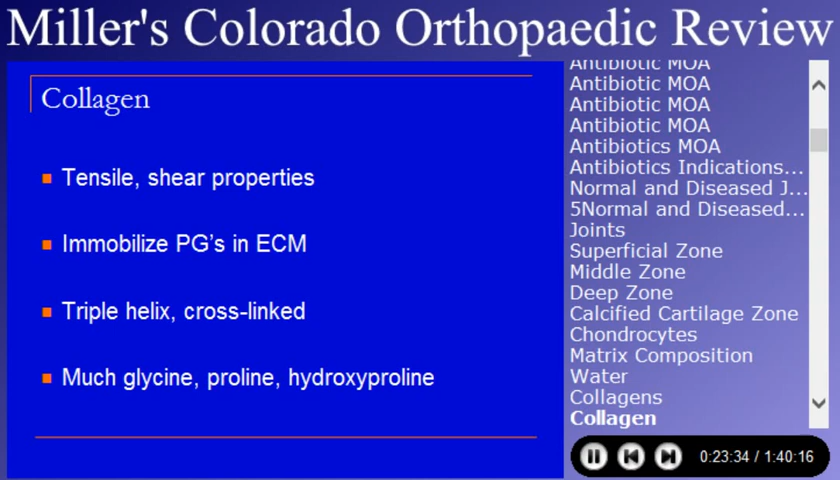 Miller's Colorado Orthopaedic Review
Collagen
Tensile, shear properties
Immobilize PG's in ECM
Triple helix, cross-linked
Much glycine, proline, hydroxyproline
Antibiotic MOA
Antibiotic MOA
Antibiotic MOA
Antibiotic MOA
Antibiotics MOA
Antibiotics Indications...
Normal and Diseased J...
5Normal and Diseased...
Joints
Superficial Zone
Middle Zone
Deep Zone
Calcified Cartilage Zone
Chondrocytes
Matrix Composition
Water
Collagens
Collagen
0:23:34 / 1:40:16